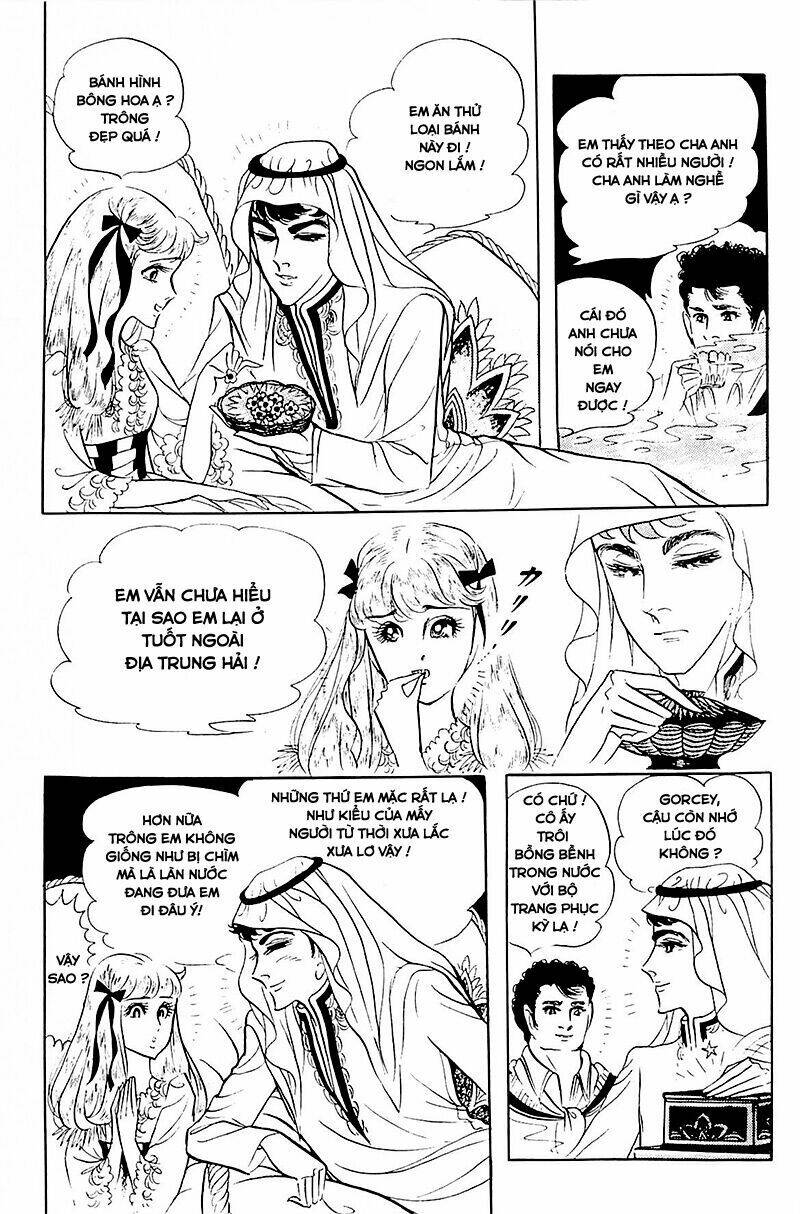 BÁNH HÌNH
BÔNG HOA Ạ ?
TRÔNG
ĐẸP QUÁ !
EM ĂN THỬ
LOẠI BÁNH
NÀY ĐI !
NGON LẮM !
EM THẤY THEO CHA ANH
CÓ RẤT NHIỀU NGƯỜI !
CHA ANH LÀM NGHỀ
GÌ VẬY Ạ ?
CÁI ĐÓ
ANH CHƯA
NÓI CHO
EM
NGAY
ĐƯỢC !
EM VẪN CHƯA HIỂU
TẠI SAO EM LẠI Ở
TUỐT NGOÀI
ĐỊA TRUNG HẢI !
カリリ
NHỮNG THỨ EM MẶC RẤT LẠ !
NHƯ KIỂU CỦA MẤY
NGƯỜI TỪ THỜI XƯA LẮC
XƯA LƠ VẬY !
HƠN NỮA
TRÔNG EM KHÔNG
GIỐNG NHƯ BỊ CHÌM
MÀ LÀ LÀN NƯỚC
ĐANG ĐƯA EM
ĐI ĐÂU Ý!
VẬY
SAO ?
GORCEY,
CẬU CÒN NHỚ
LÚC ĐÓ
KHÔNG ?
CÓ CHỨ !
CÔ ẤY
TRÔI
BỒNG BỀNH
TRONG NƯỚC
VỚI BỘ
TRANG PHỤC
KỲ LẠ !